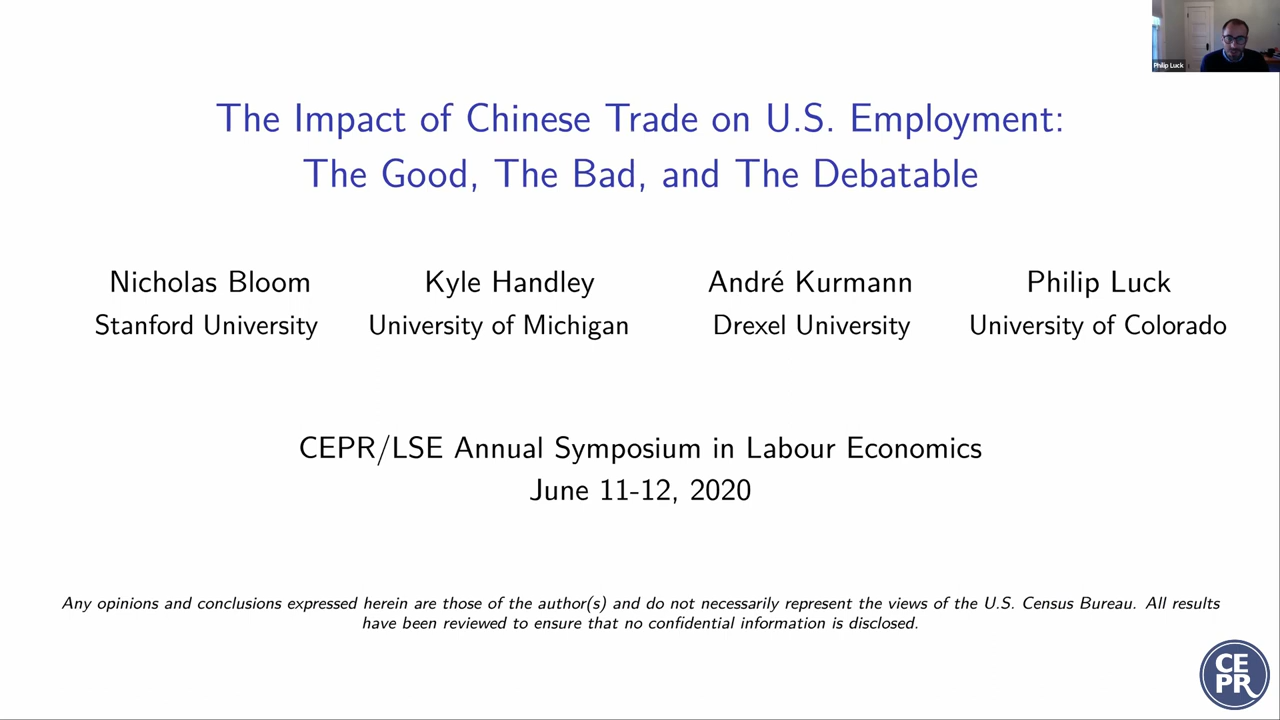 Philip Luck
The Impact of Chinese Trade on U.S. Employment:
The Good, The Bad, and The Debatable
Nicholas Bloom
Kyle Handley
André Kurmann
Philip Luck
Stanford University
University of Michigan
Drexel University
University of Colorado
CEPR/LSE Annual Symposium in Labour Economics
June 11-12, 2020
Any opinions and conclusions expressed herein are those of the author(s) and do not necessarily represent the views of the U.S. Census Bureau. All results
have been reviewed to ensure that no confidential information is disclosed.
CE
PR